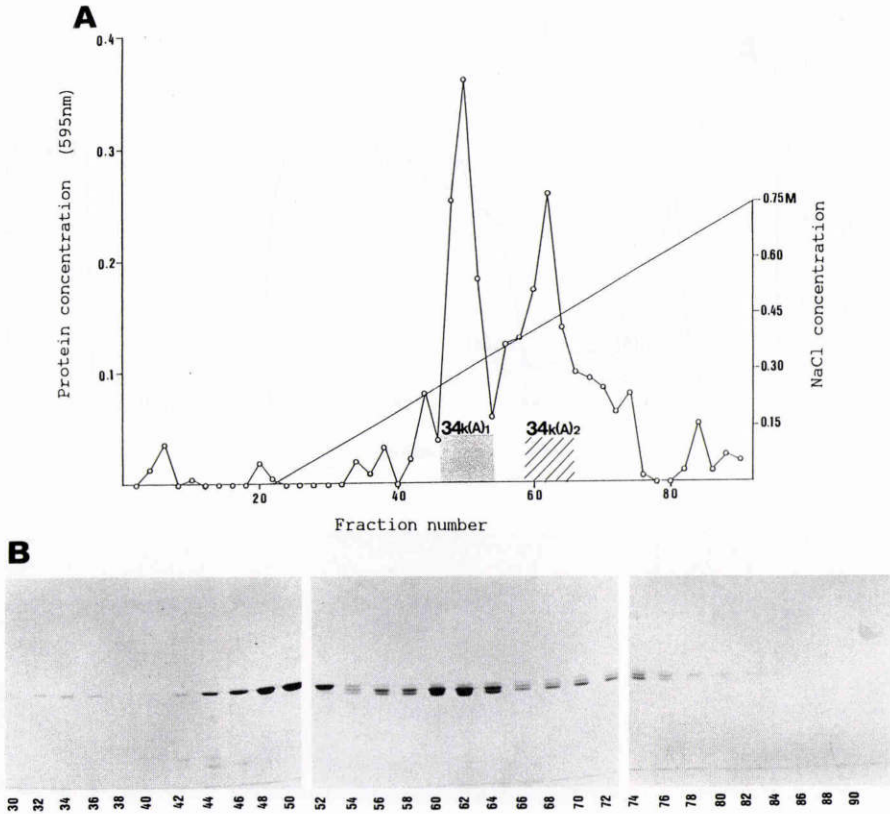 A
0.4
0.3
0.2
0.1
Protein concentration (595nm)
0.75M
0.60
0.45
0.30
0.15
NaCl concentration
34k(A)1
34k(A)2
20
40
60
80
Fraction number
B
30 32 34 36 38 40 42 44 46 48 50 52 54 56 58 60 62 64 66 68 70 72 74 76 78 80 82 84 86 88 90